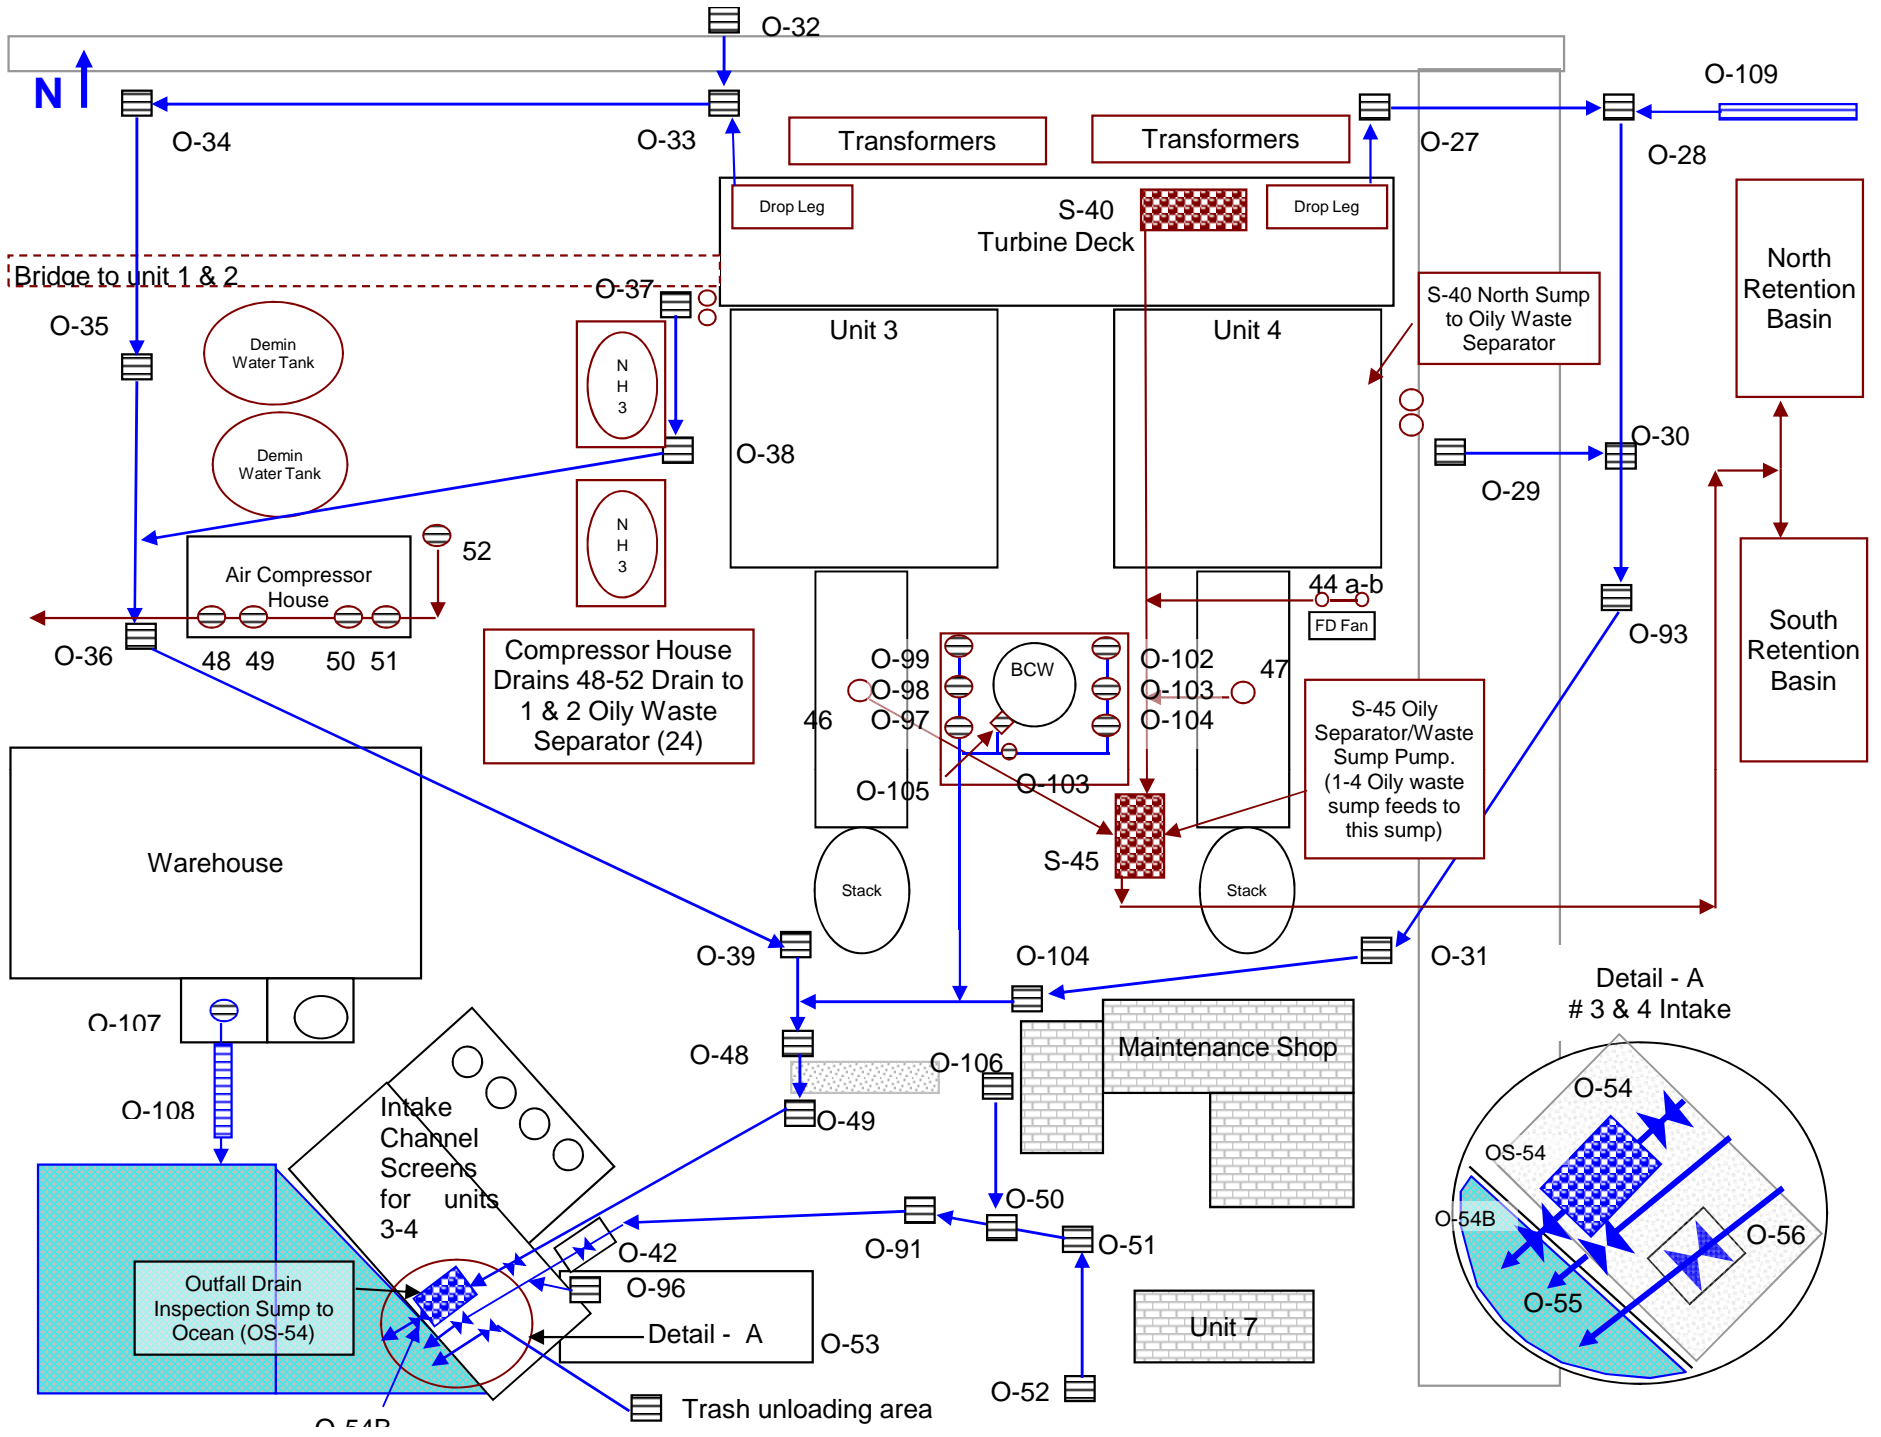 O-32
N
O-109
O-34
O-33
Transformers
Transformers
O-27
O-28
Drop Leg
S-40
Turbine Deck
Drop Leg
Bridge to unit 1 & 2
O-37
North
Retention
Basin
S-40 North Sump
to Oily Waste
Separator
O-35
Demin
Water Tank
N
H
3
Unit 3
Unit 4
Demin
Water Tank
O-38
O-30
O-29
N
H
3
52
Air Compressor
House
44 a-b
FD Fan
O-36
48
49
50
51
Compressor House
Drains 48-52 Drain to
1 & 2 Oily Waste
Separator (24)
O-99
O-98
O-97
46
BCW
O-102
O-103
O-104
47
O-93
South
Retention
Basin
S-45 Oily
Separator/Waste
Sump Pump.
(1-4 Oily waste
sump feeds to
this sump)
O-105
O-103
S-45
Warehouse
Stack
Stack
O-39
O-104
O-31
Detail - A
# 3 & 4 Intake
O-107
O-48
O-106
Maintenance Shop
O-108
Intake
Channel
Screens
for units
3-4
O-49
O-54
OS-54
O-54B
O-56
O-55
O-50
O-51
O-91
O-42
O-96
Outfall Drain
Inspection Sump to
Ocean (OS-54)
Detail - A
O-53
Unit 7
O-52
Trash unloading area
O-54B